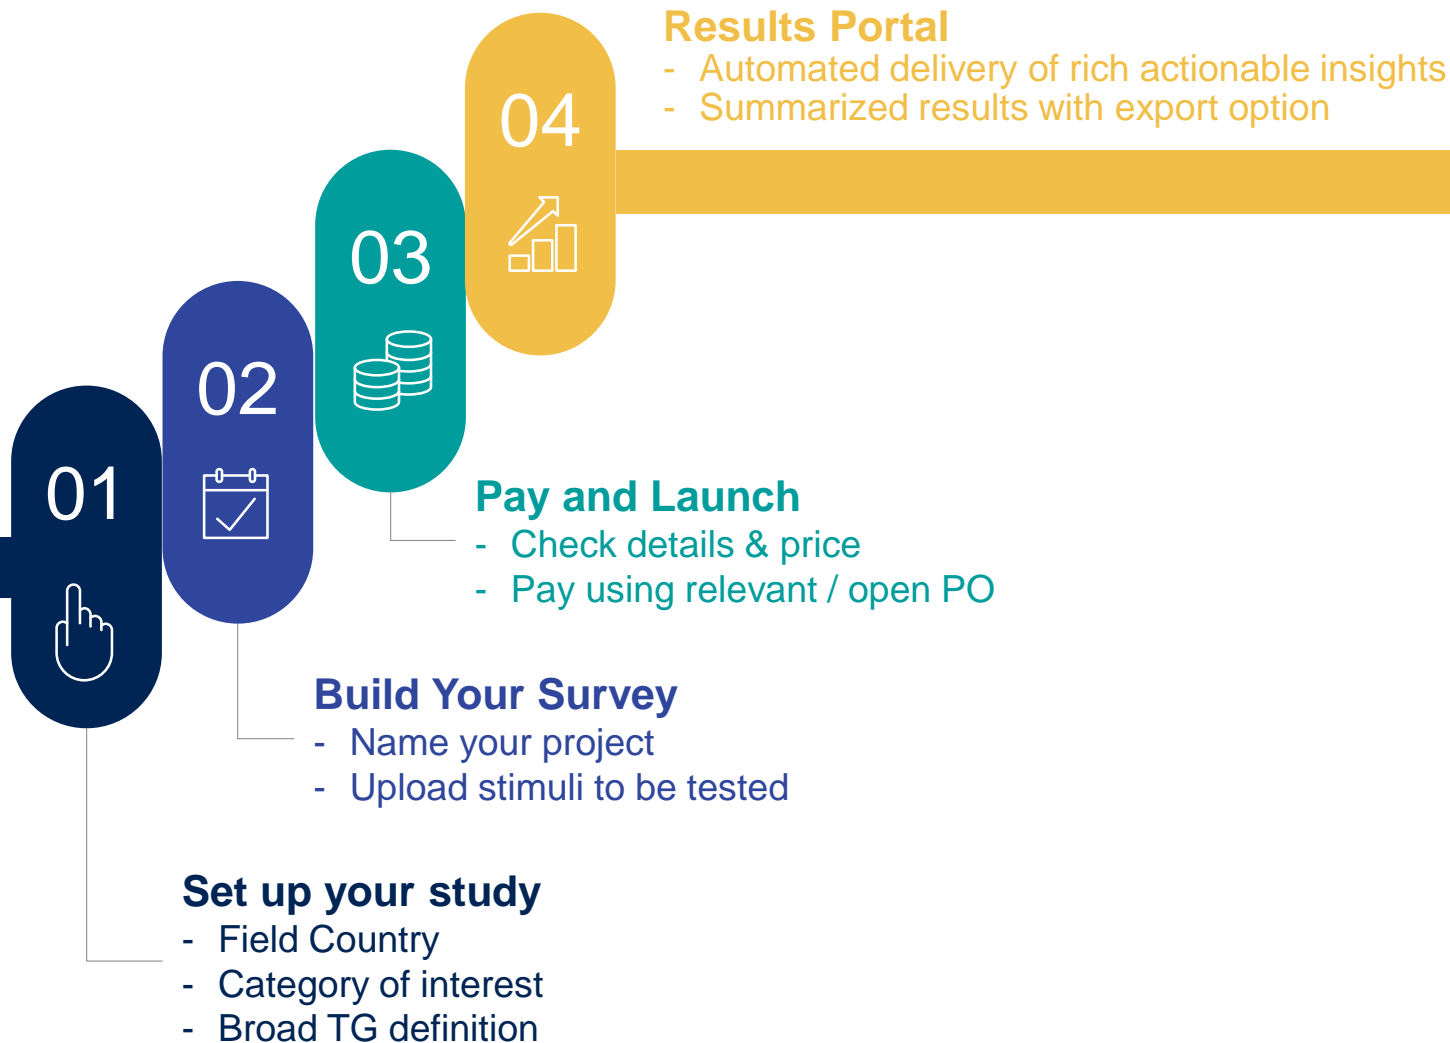 Results Portal
- Automated delivery of rich actionable insights
- Summarized results with export option
04
03
02
01
Pay and Launch
- Check details & price
- Pay using relevant / open PO
Build Your Survey
- Name your project
- Upload stimuli to be tested
Set up your study
- Field Country
- Category of interest
- Broad TG definition